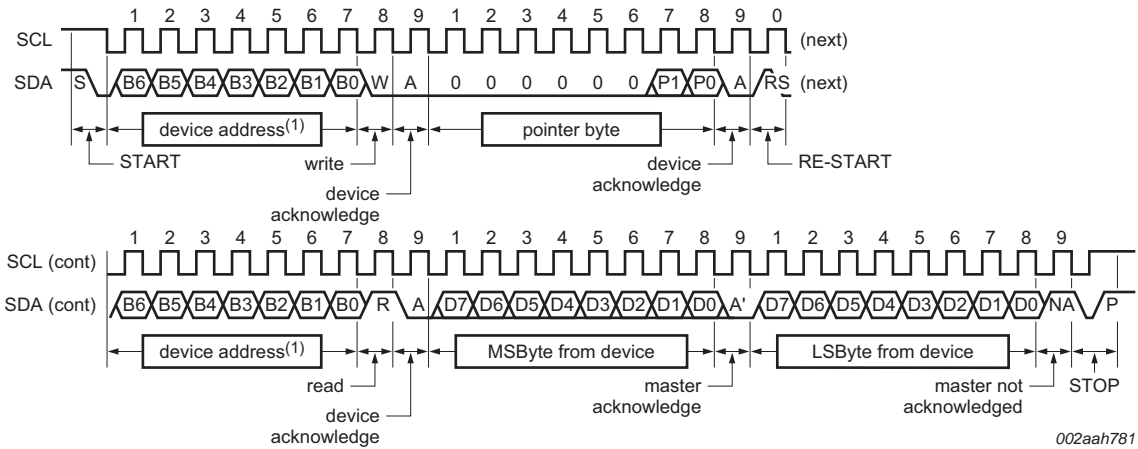 1 2 3 4 5 6 7 8 9 1 2 3 4 5 6 7 8 9 0
SCL (next)
SDA S B6 B5 B4 B3 B2 B1 B0 W A 0 0 0 0 0 0 P1 P0 A RS (next)
device address(1) pointer byte
START write device RE-START
device acknowledge
acknowledge
1 2 3 4 5 6 7 8 9 1 2 3 4 5 6 7 8 9 1 2 3 4 5 6 7 8 9
SCL (cont)
SDA (cont) B6 B5 B4 B3 B2 B1 B0 R A D7 D6 D5 D4 D3 D2 D1 D0 A' D7 D6 D5 D4 D3 D2 D1 D0 NA P
device address(1) MSByte from device LSByte from device
read master master not STOP
device acknowledge acknowledged
acknowledge
002aah781